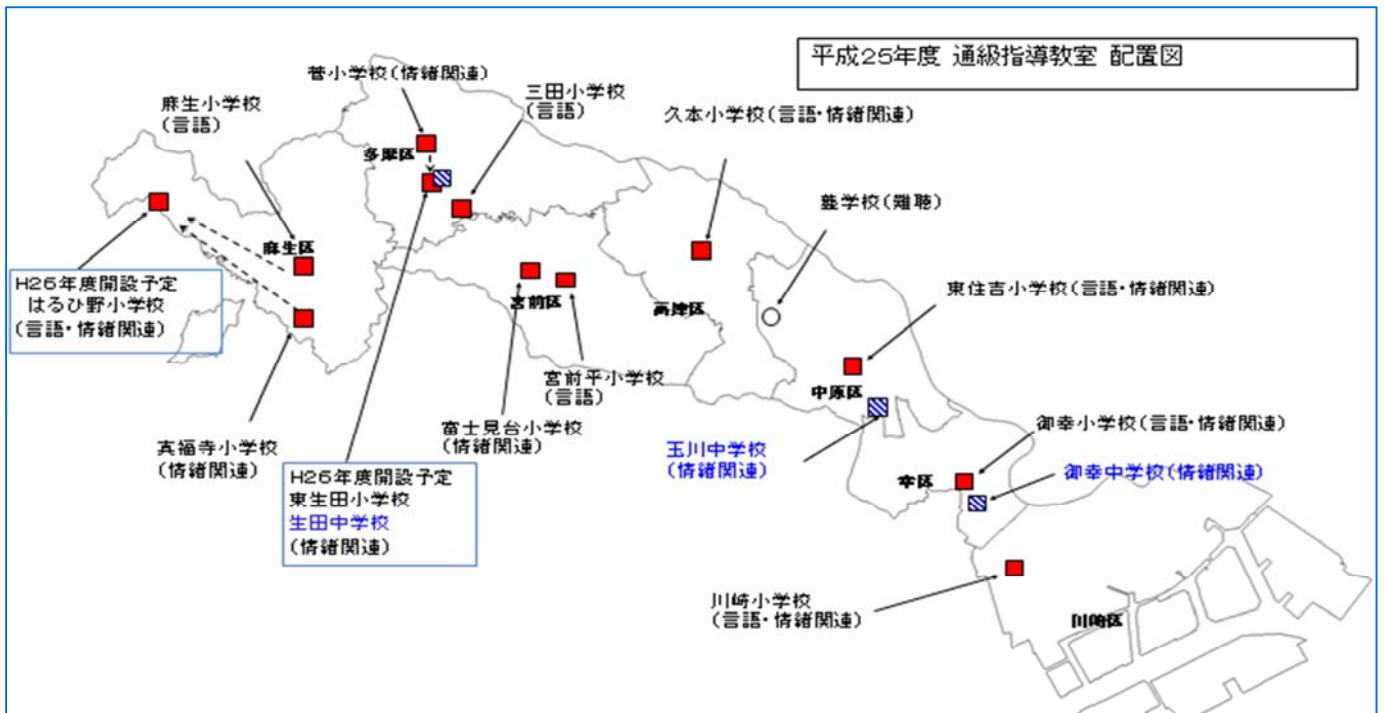 平成25年度 通級指導教室 配置図
菅小学校(情緒関連)
麻生小学校
(言語)
三田小学校
(言語)
久本小学校(言語・情緒関連)
多摩区
聾学校(難聴)
麻生区
H26年度開設予定
はるひ野小学校
(言語・情緒関連)
宮前区
高津区
東住吉小学校(言語・情緒関連)
宮前平小学校
(言語)
中原区
富士見台小学校
(情緒関連)
真福寺小学校
(情緒関連)
玉川中学校
(情緒関連)
御幸小学校(言語・情緒関連)
H26年度開設予定
東生田小学校
生田中学校
(情緒関連)
幸区
御幸中学校(情緒関連)
川崎小学校
(言語・情緒関連)
川崎区